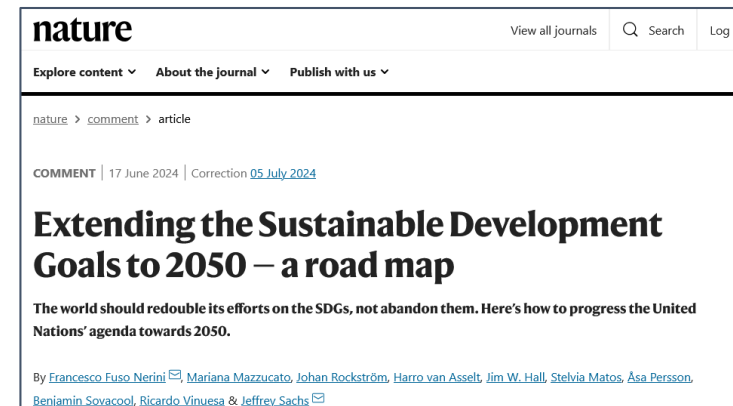 nature
View all journals Search Log
Explore content About the journal Publish with us
nature > comment > article
COMMENT | 17 June 2024 | Correction 05 July 2024
Extending the Sustainable Development
Goals to 2050 — a road map
The world should redouble its efforts on the SDGs, not abandon them. Here's how to progress the United
Nations' agenda towards 2050.
By Francesco Fuso Nerini, Mariana Mazzucato, Johan Rockström, Harro van Asselt, Jim W. Hall, Stelvia Matos, Åsa Persson,
Benjamin Sovacool, Ricardo Vinuesa & Jeffrey Sachs